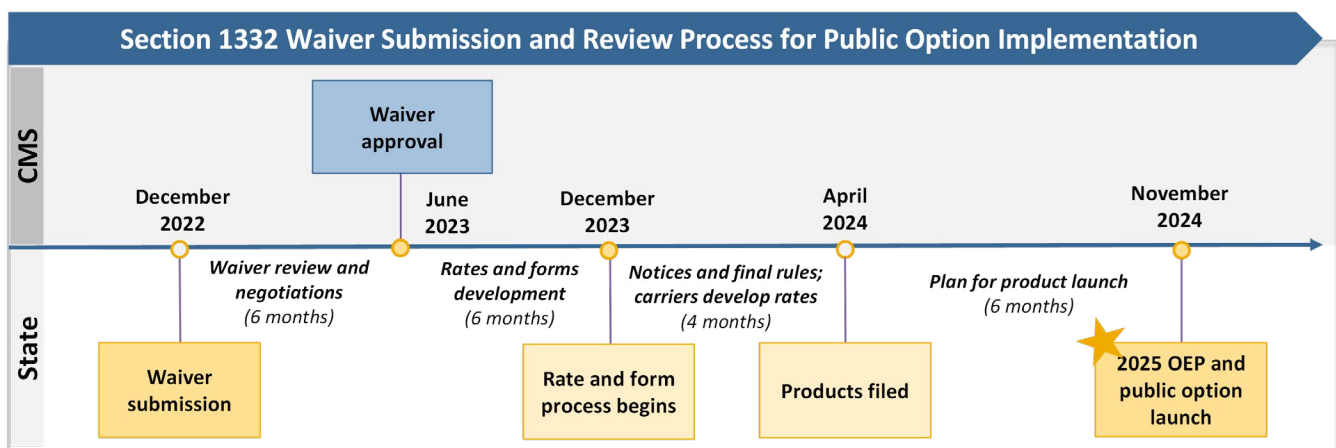 Section 1332 Waiver Submission and Review Process for Public Option Implementation
CMS
Waiver
approval
December
2022
June
2023
December
2023
April
2024
November
2024
Waiver review and
negotiations
(6 months)
Rates and forms
development
(6 months)
Notices and final rules;
carriers develop rates
(4 months)
Plan for product launch
(6 months)
State
Waiver
submission
Rate and form
process begins
Products filed
2025 OEP and
public option
launch